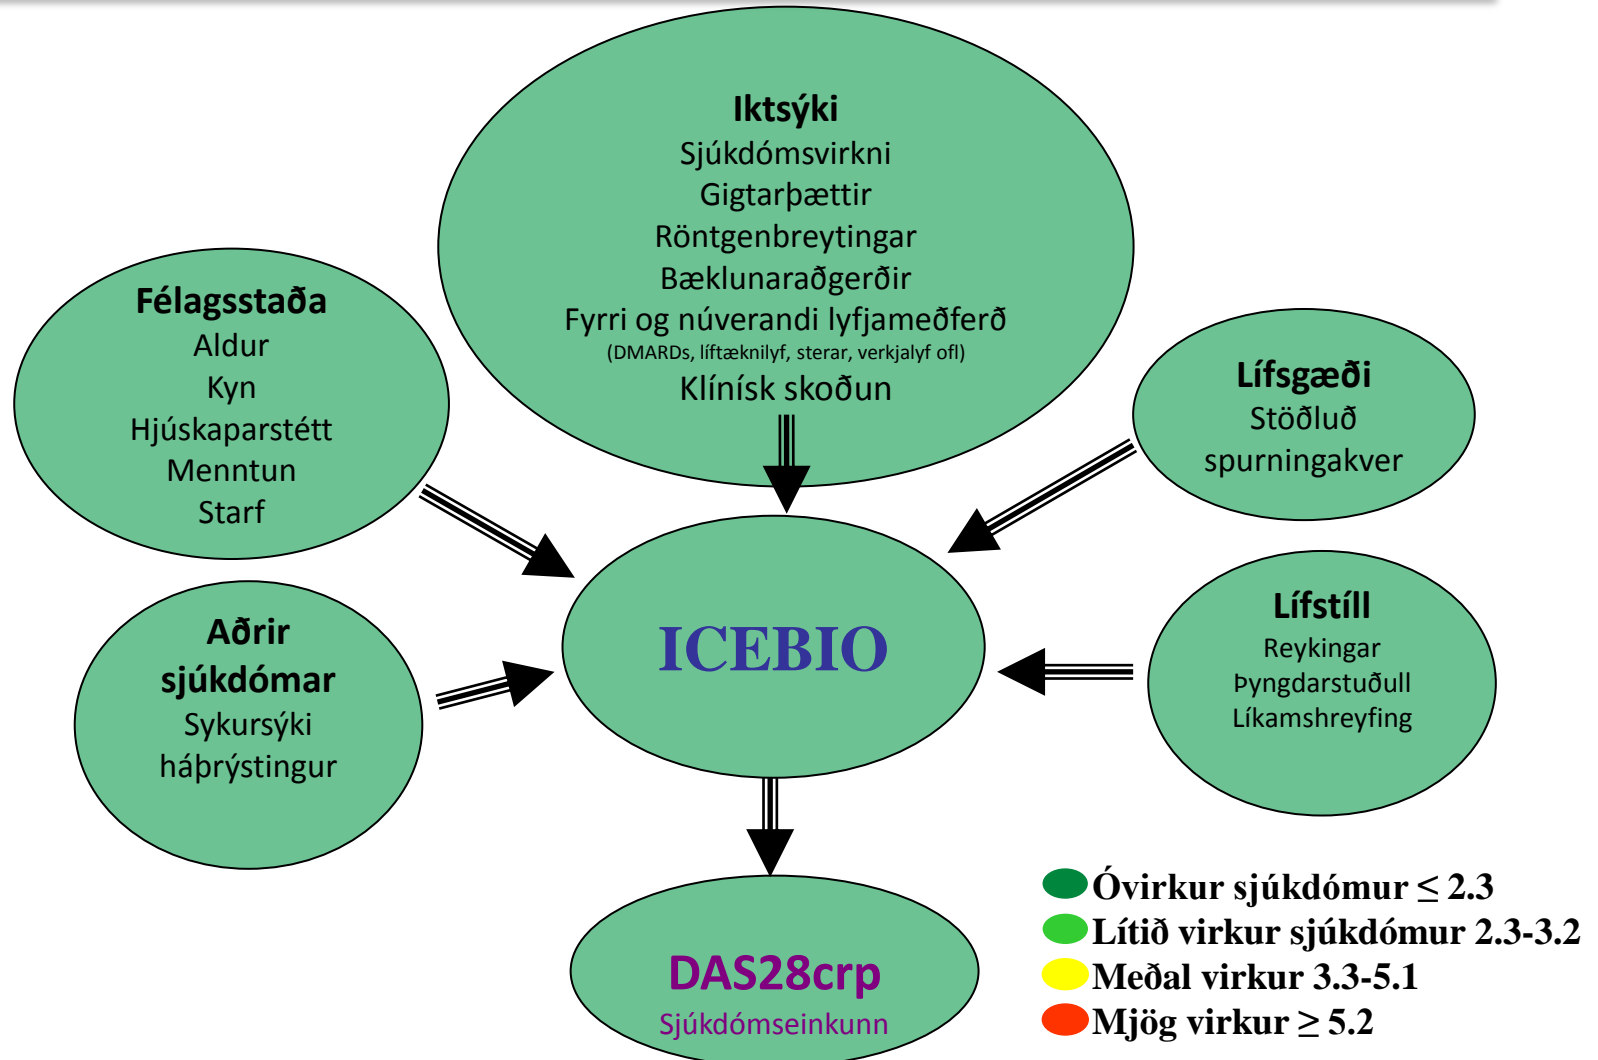 Iktsýki
Sjúkdómsvirkni
Gigtarþættir
Röntgenbreytingar
Bæklunaraðgerðir
Fyrri og núverandi lyfjameðferð
(DMARDs, líftæknilyf, sterar, verkjalyf ofl)
Klínísk skoðun
Félagsstaða
Aldur
Kyn
Hjúskaparstétt
Menntun
Starf
Lífsgæði
Stöðluð
spurningakver
Aðrir
sjúkdómar
Sykursýki
háþrýstingur
ICEBIO
Lífstíll
Reykingar
Þyngdarstuðull
Líkamshreyfing
DAS28crp
Sjúkdómseinkunn
Óvirkur sjúkdómur ≤ 2.3
Lítið virkur sjúkdómur 2.3-3.2
Meðal virkur 3.3-5.1
Mjög virkur ≥ 5.2